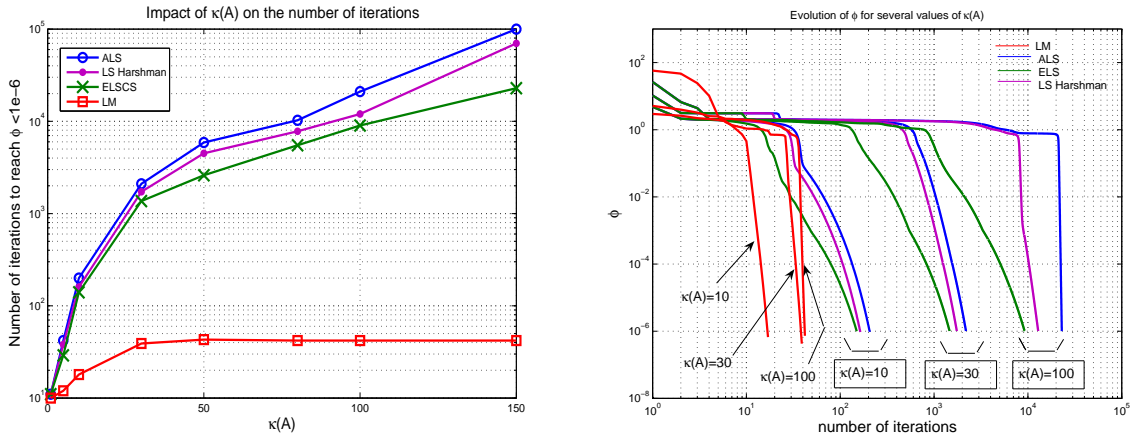 Impact of κ(A) on the number of iterations
Number of iterations to reach ϕ <1e−6
10^5
10^4
10^3
10^2
10^1
ALS
LS Harshman
ELSCS
LM
0
50
100
150
κ(A)
Evolution of ϕ for several values of κ(A)
ϕ
10^2
10^0
10^−2
10^−4
10^−6
10^−8
LM
ALS
ELS
LS Harshman
κ(A)=10
κ(A)=30
κ(A)=100
κ(A)=10
κ(A)=30
κ(A)=100
10^0
10^1
10^2
10^3
10^4
10^5
number of iterations